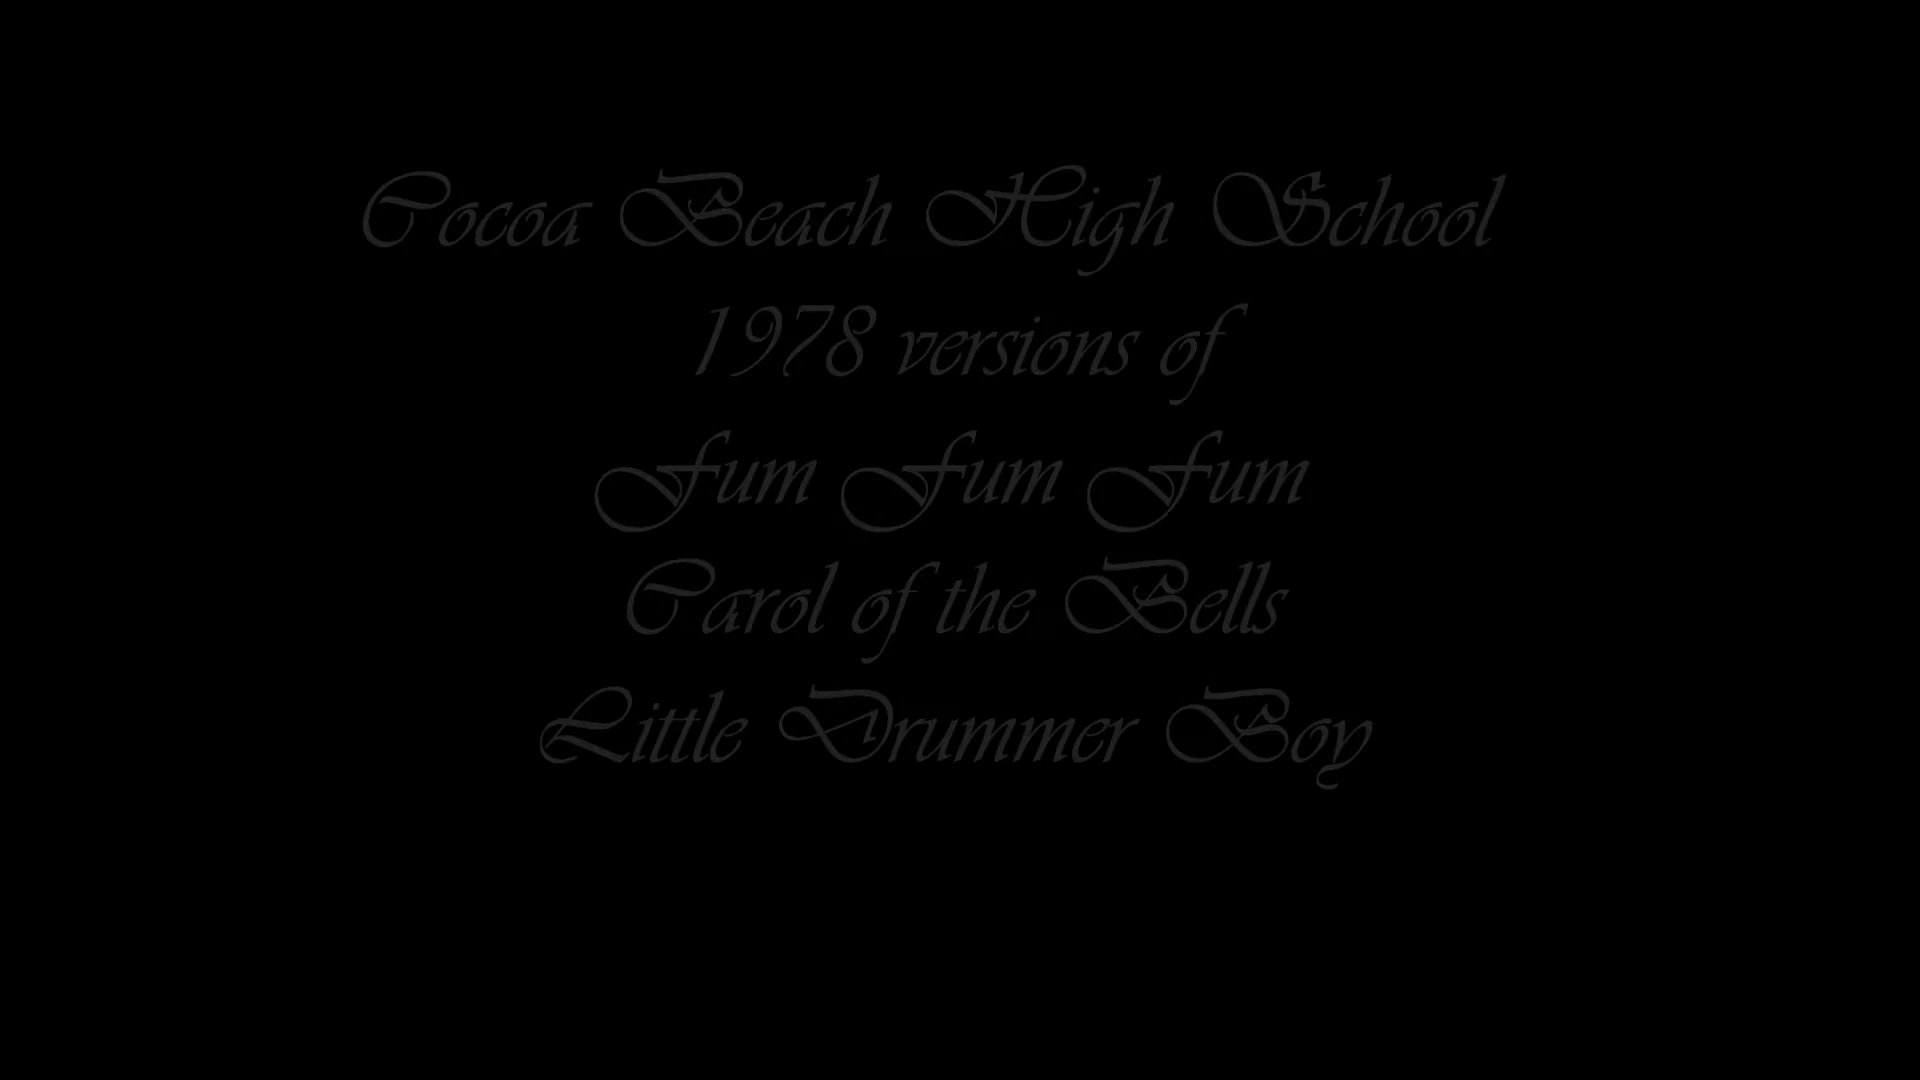 Cocoa Beach High School
1978 versions of
Fum Fum Fum
Carol of the Bells
Little Drummer Boy